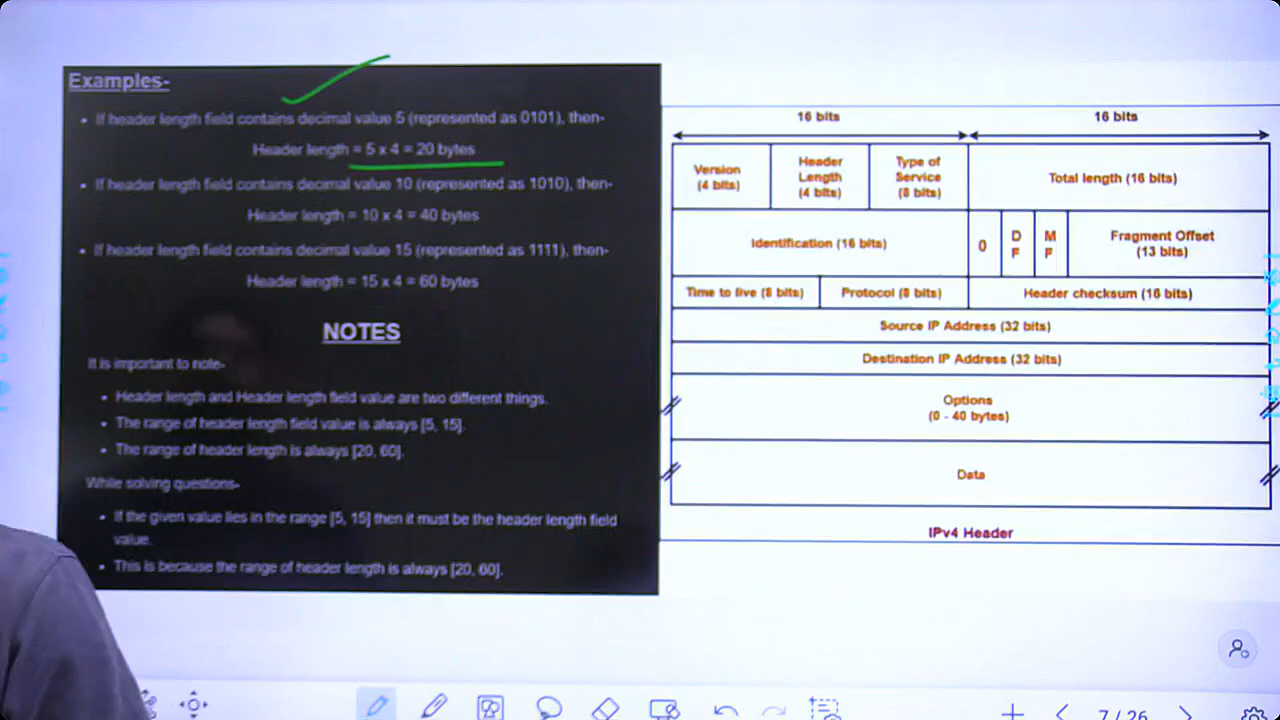 Examples-
• If header length field contains decimal value 5 (represented as 0101), then-
Header length = 5 x 4 = 20 bytes
• If header length field contains decimal value 10 (represented as 1010), then-
Header length = 10 x 4 = 40 bytes
• If header length field contains decimal value 15 (represented as 1111), then-
Header length = 15 x 4 = 60 bytes
NOTES
It is important to note-
• Header length and Header length field value are two different things.
• The range of header length field value is always [5, 15].
• The range of header length is always [20, 60].
While solving questions-
• If the given value lies in the range [5, 15] then it must be the header length field
value.
• This is because the range of header length is always [20, 60].
16 bits
16 bits
Version
(4 bits)
Header
Length
(4 bits)
Type of
Service
(8 bits)
Total length (16 bits)
Identification (16 bits)
0
D
F
M
F
Fragment Offset
(13 bits)
Time to live (8 bits)
Protocol (8 bits)
Header checksum (16 bits)
Source IP Address (32 bits)
Destination IP Address (32 bits)
Options
(0 - 40 bytes)
Data
IPv4 Header
7/26